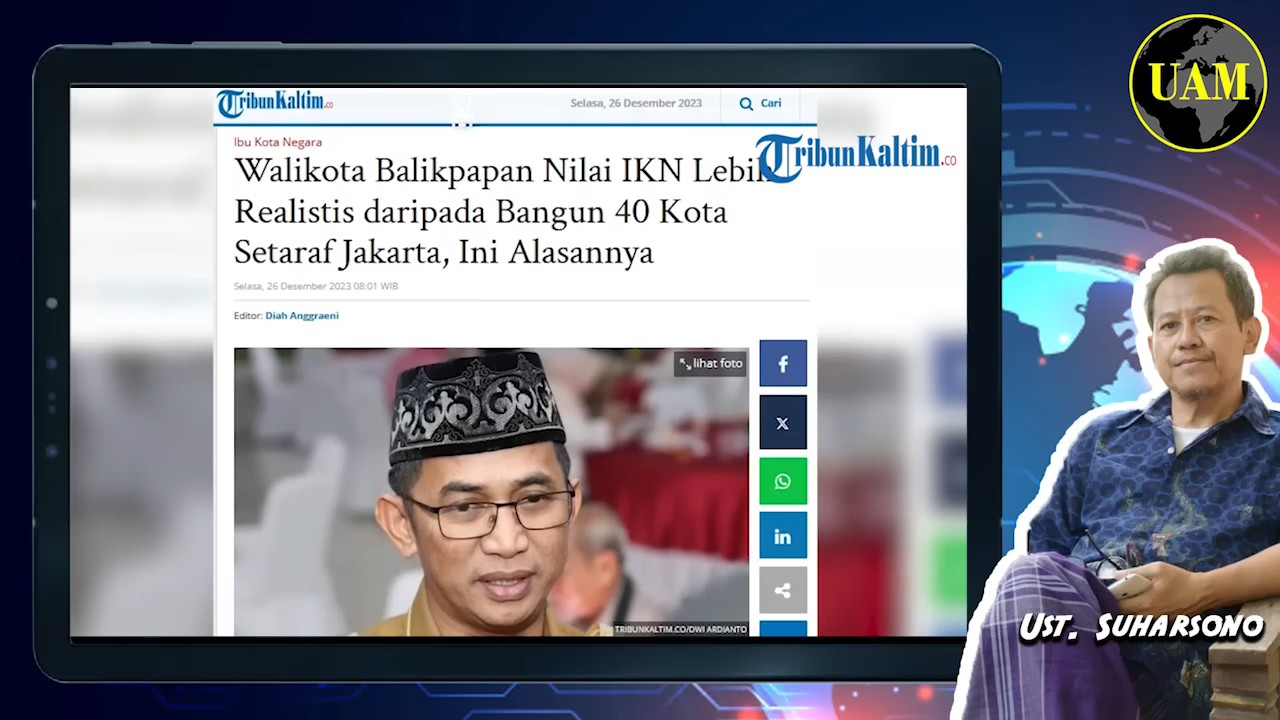 UAM
TribunKaltim.co
Selasa, 26 Desember 2023
Cari
Ibu Kota Negara
TribunKaltim.co
Walikota Balikpapan Nilai IKN Lebih
Realistis daripada Bangun 40 Kota
Setaraf Jakarta, Ini Alasannya
Selasa, 26 Desember 2023 08:01 WIB
Editor: Diah Anggraeni
lihat foto
TRIBUNKALTIM.CO/DWI ARDIANTO
UST. SUHARSONO